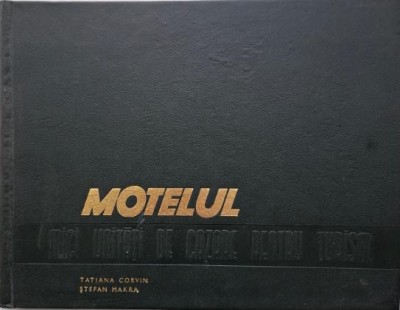 MOTELUL
MICI UNITĂȚI DE CAZARE PENTRU TURISM
TATIANA CORVIN
ȘTEFAN MAKRA